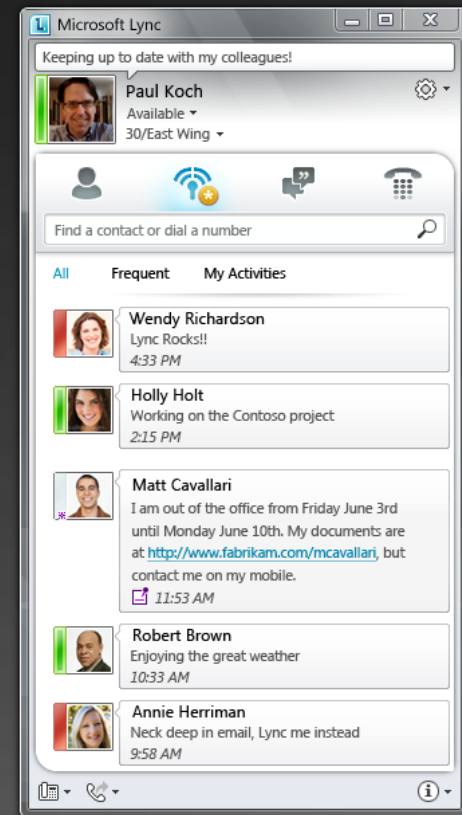 Microsoft Lync
Keeping up to date with my colleagues!
Paul Koch
Available
30/East Wing
Find a contact or dial a number
All Frequent My Activities
Wendy Richardson
Lync Rocks!!
4:33 PM
Holly Holt
Working on the Contoso project
2:15 PM
Matt Cavallari
I am out of the office from Friday June 3rd
until Monday June 10th. My documents are
at http://www.fabrikam.com/mcavallari, but
contact me on my mobile.
11:53 AM
Robert Brown
Enjoying the great weather
10:33 AM
Annie Herriman
Neck deep in email, Lync me instead
9:58 AM